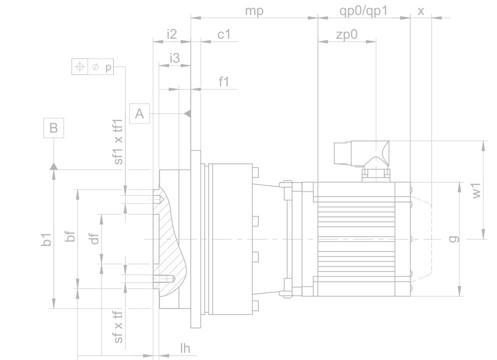 mp
qp0/qp1
x
i2
c1
zp0
i3
⌖ ⌀ p
f1
A
B
sf1 x tf1
w1
b1
bf
df
g
sf x tf
lh